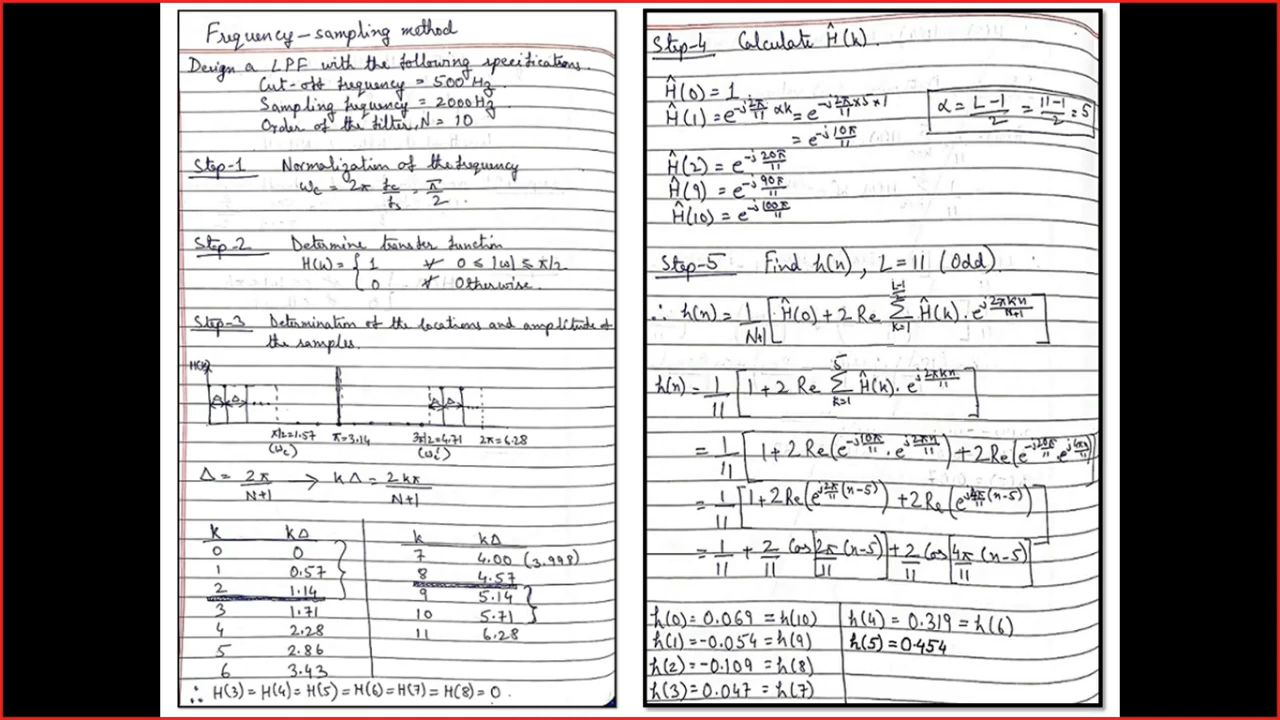 Frequency-sampling method
Design a LPF with the following specifications.
Cut-off frequency = 500Hz.
Sampling frequency = 2000Hz
Order of the filter, N = 10
Step-1 Normalization of the frequency
ωc = 2π fc/fs, π/2
Step-2 Determine transfer function
H(k) = { 1 ∀ 0 ≤ |ω| ≤ π/2
0 ∀ Otherwise.
Step-3 Determination of the locations and amplitude of
the samples.
H(k)
Δ Δ ... Δ Δ ...
π/2=1.57 π=3.14 3π/2=4.71 2π=6.28
(ωc) (ωc')
Δ = 2π/(N+1) → kΔ = 2kπ/(N+1)
k kΔ
0 0
1 0.57
2 1.14
3 1.71
4 2.28
5 2.86
6 3.43
k kΔ
7 4.00 (3.998)
8 4.57
9 5.14
10 5.71
11 6.28
∴ H(3) = H(4) = H(5) = H(6) = H(7) = H(8) = 0.
Step-4 Calculate Ĥ(k).
Ĥ(0) = 1.
Ĥ(1) = e^(-j 2π/11 αk) = e^(-j 2π/11 ×5×1)
α = (L-1)/2 = (11-1)/2 = 5
= e^(-j 10π/11)
Ĥ(2) = e^(-j 20π/11)
Ĥ(9) = e^(-j 90π/11)
Ĥ(10) = e^(-j 100π/11)
Step-5 Find h(n), L = 11 (Odd).
∴ h(n) = 1/(N+1) [Ĥ(0) + 2 Re Σ_{k=1}^{(L-1)/2} Ĥ(k). e^(j 2πkn/(N+1))]
h(n) = 1/11 [1 + 2 Re Σ_{k=1}^{5} Ĥ(k). e^(j 2πkn/11)]
= 1/11 [1 + 2 Re(e^(-j 10π/11). e^(j 2πn/11)) + 2Re(e^(-j 20π/11). e^(j 4πn/11))]
= 1/11 [1 + 2 Re(e^(j 2π/11 (n-5))) + 2 Re(e^(j 4π/11 (n-5)))]
= 1/11 + 2/11 cos[2π/11 (n-5)] + 2/11 cos[4π/11 (n-5)]
h(0) = 0.069 = h(10)
h(1) = -0.054 = h(9)
h(2) = -0.109 = h(8)
h(3) = 0.047 = h(7)
h(4) = 0.319 = h(6)
h(5) = 0.454